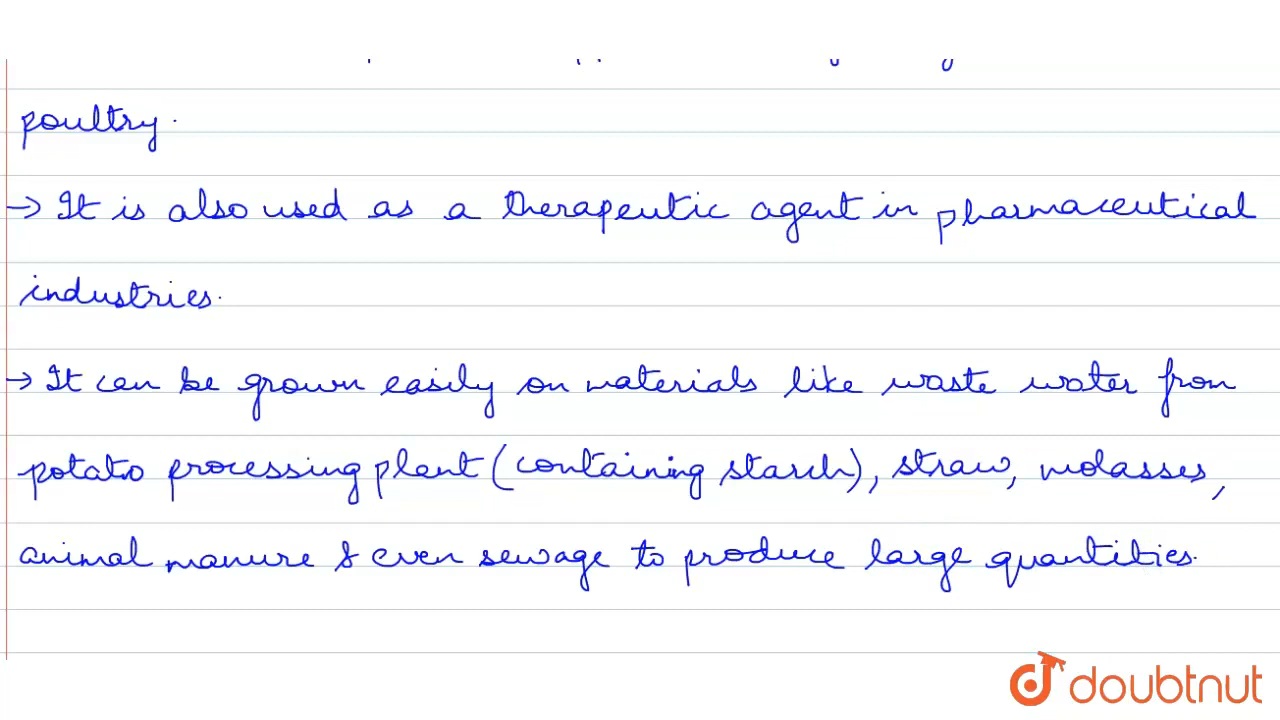 poultry.
→ It is also used as a therapeutic agent in pharmaceutical
industries.
→ It can be grown easily on materials like waste water from
potato processing plant (containing starch), straw, molasses,
animal manure & even sewage to produce large quantities.
doubtnut